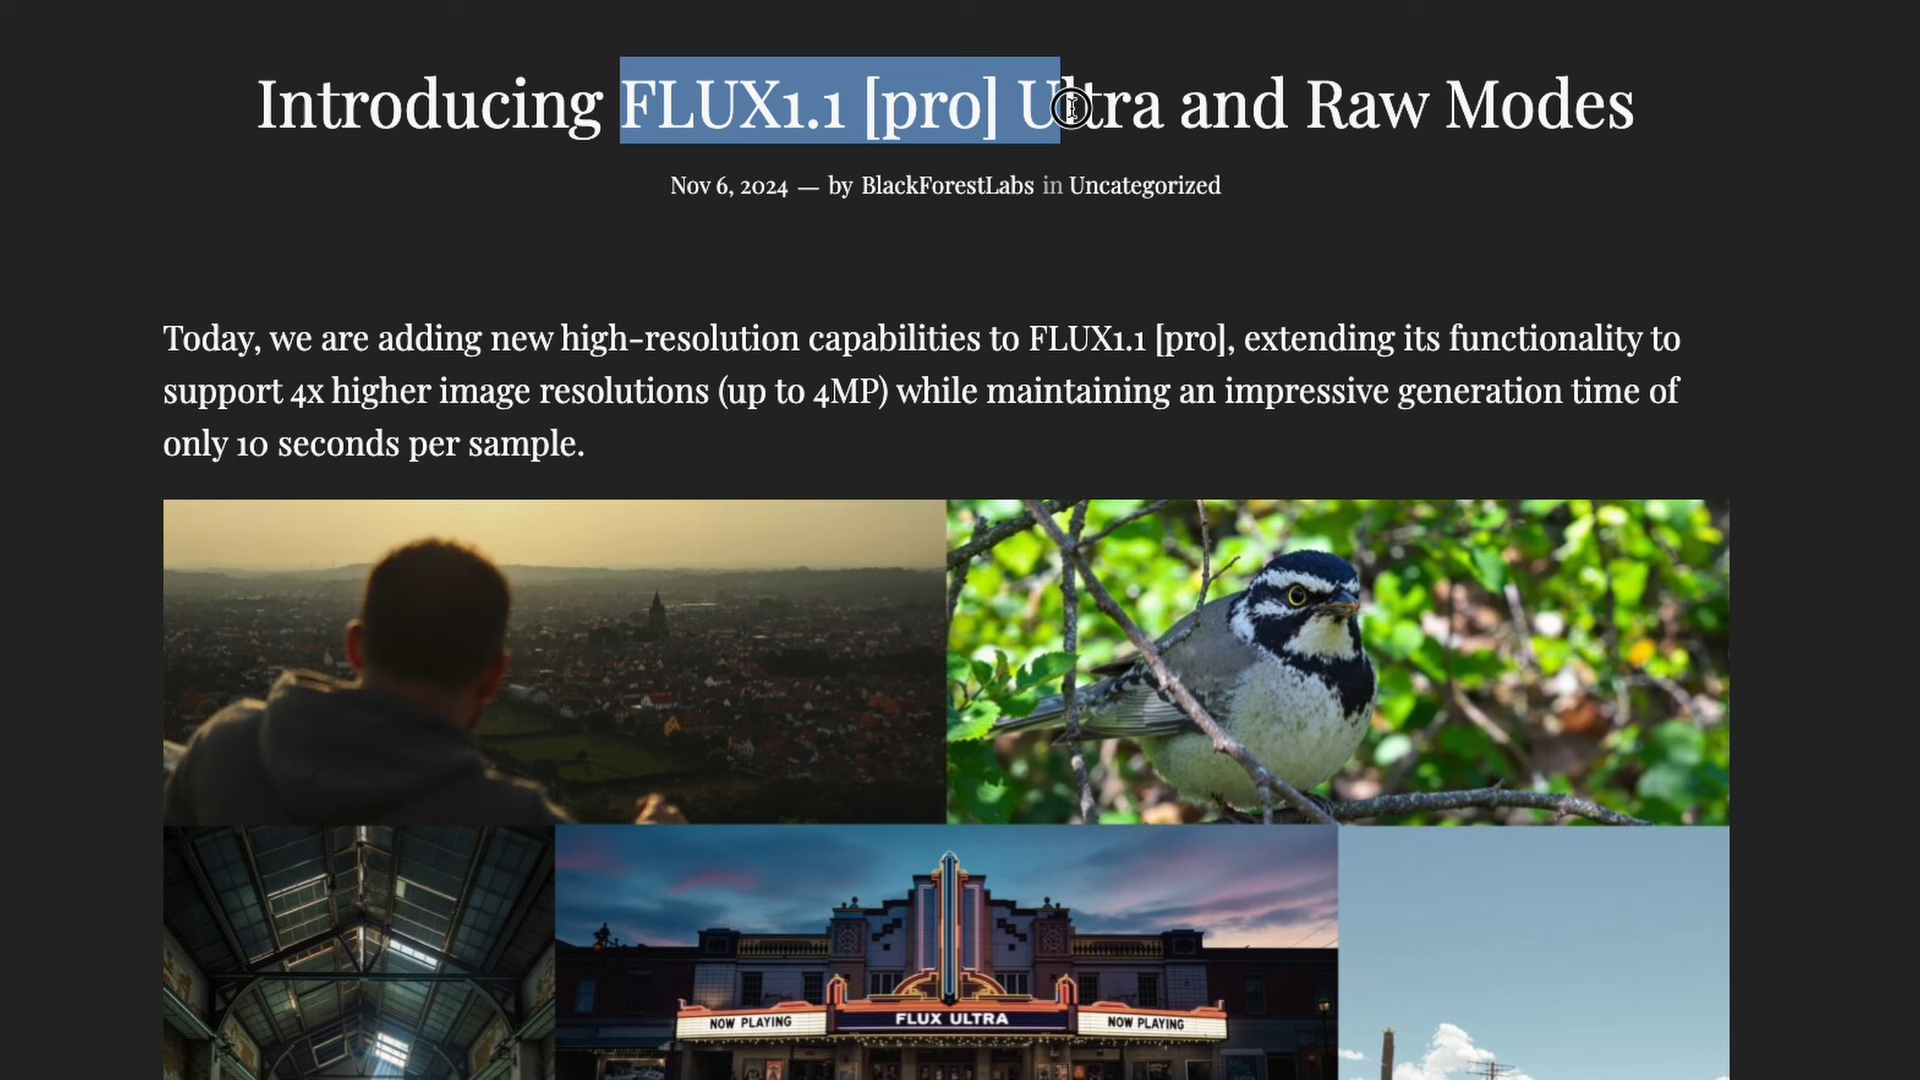 Introducing FLUX1.1 [pro] Ultra and Raw Modes
Nov 6, 2024 — by BlackForestLabs in Uncategorized
Today, we are adding new high-resolution capabilities to FLUX1.1 [pro], extending its functionality to
support 4x higher image resolutions (up to 4MP) while maintaining an impressive generation time of
only 10 seconds per sample.
NOW PLAYING FLUX ULTRA NOW PLAYING